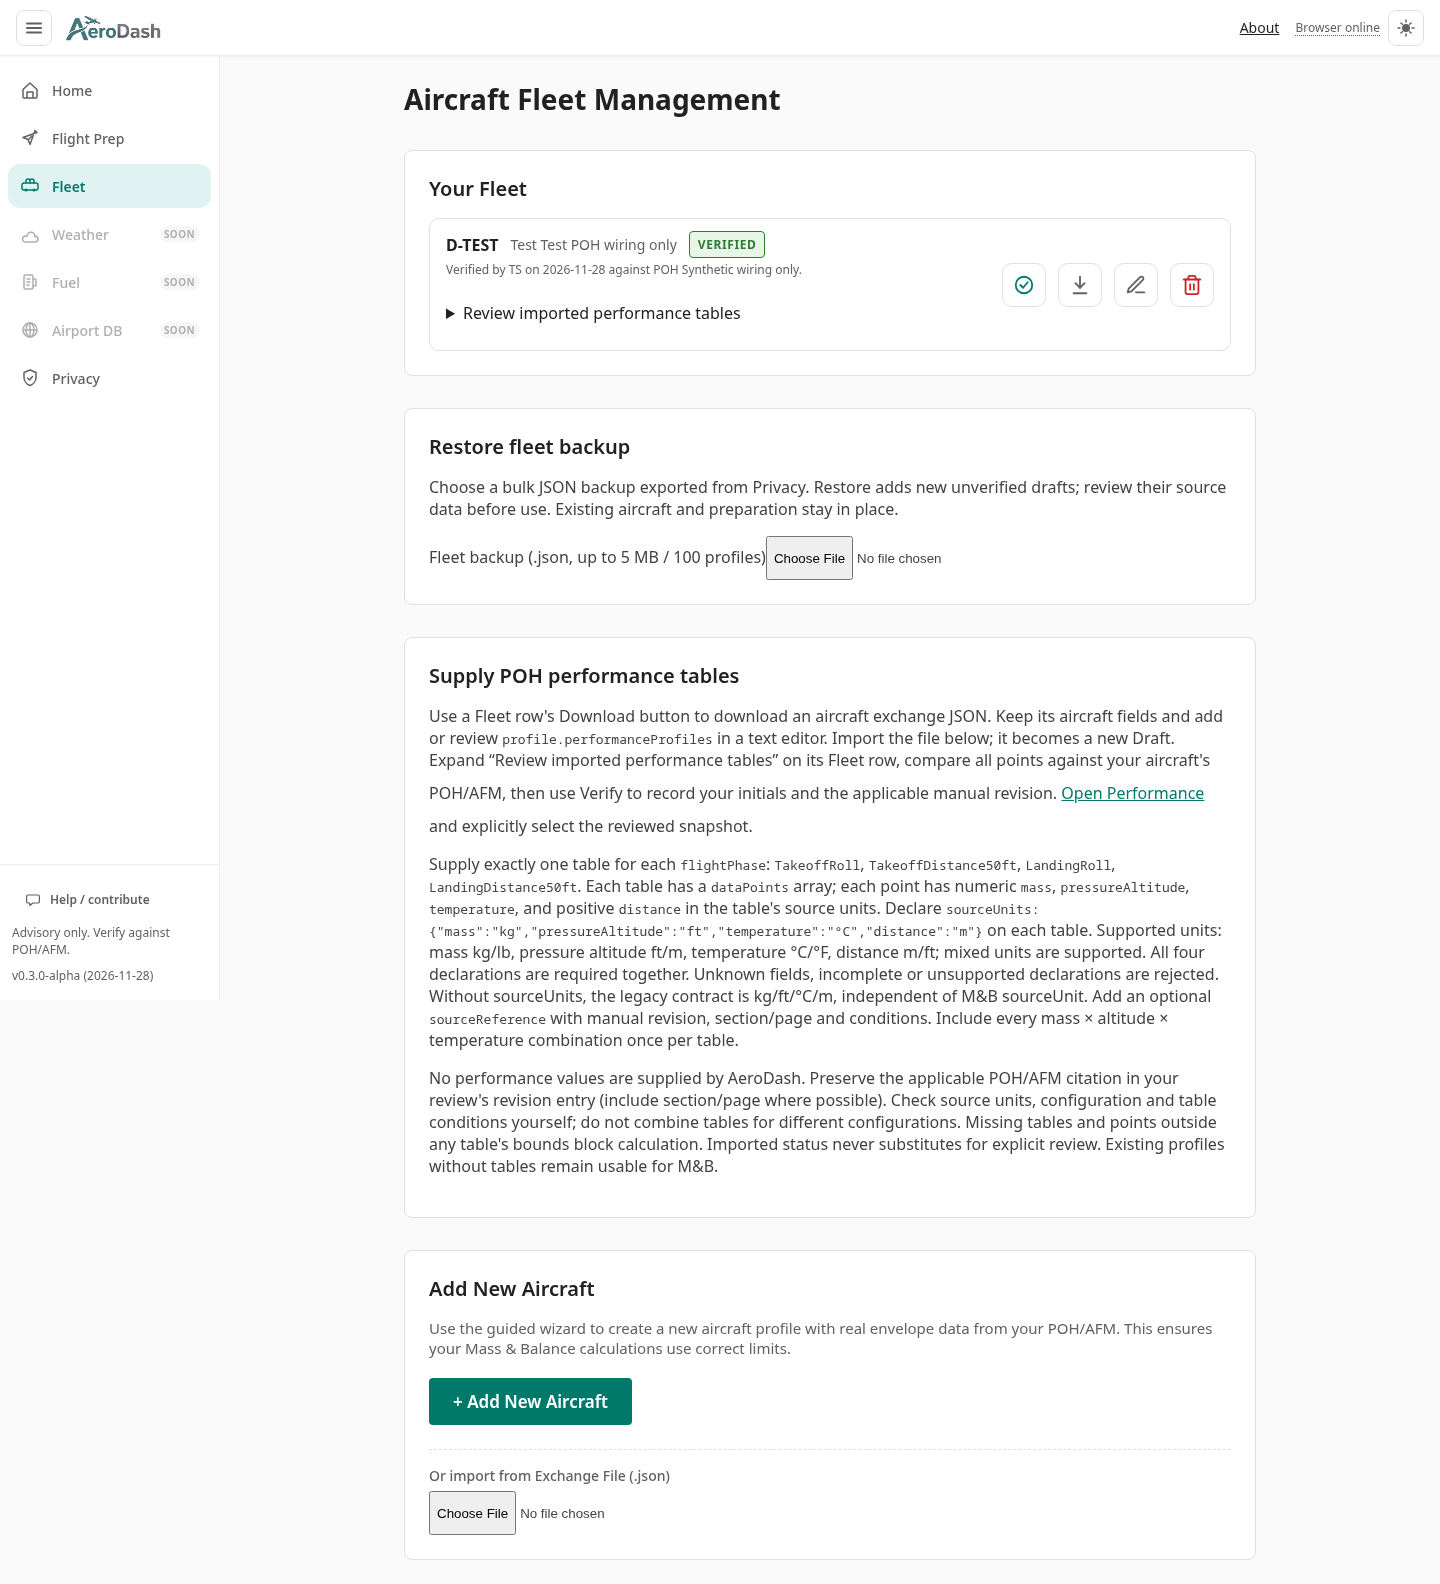 AeroDash
About
Browser online
Home
Flight Prep
Fleet
Weather SOON
Fuel SOON
Airport DB SOON
Privacy
Help / contribute
Advisory only. Verify against
POH/AFM.
v0.3.0-alpha (2026-11-28)
Aircraft Fleet Management
Your Fleet
D-TEST Test Test POH wiring only VERIFIED
Verified by TS on 2026-11-28 against POH Synthetic wiring only.
Review imported performance tables
Restore fleet backup
Choose a bulk JSON backup exported from Privacy. Restore adds new unverified drafts; review their source
data before use. Existing aircraft and preparation stay in place.
Fleet backup (.json, up to 5 MB / 100 profiles) Choose File No file chosen
Supply POH performance tables
Use a Fleet row's Download button to download an aircraft exchange JSON. Keep its aircraft fields and add
or review profile.performanceProfiles in a text editor. Import the file below; it becomes a new Draft.
Expand “Review imported performance tables” on its Fleet row, compare all points against your aircraft's
POH/AFM, then use Verify to record your initials and the applicable manual revision. Open Performance
and explicitly select the reviewed snapshot.
Supply exactly one table for each flightPhase: TakeoffRoll, TakeoffDistance50ft, LandingRoll,
LandingDistance50ft. Each table has a dataPoints array; each point has numeric mass, pressureAltitude,
temperature, and positive distance in the table's source units. Declare sourceUnits:
{"mass":"kg","pressureAltitude":"ft","temperature":"°C","distance":"m"} on each table. Supported units:
mass kg/lb, pressure altitude ft/m, temperature °C/°F, distance m/ft; mixed units are supported. All four
declarations are required together. Unknown fields, incomplete or unsupported declarations are rejected.
Without sourceUnits, the legacy contract is kg/ft/°C/m, independent of M&B sourceUnit. Add an optional
sourceReference with manual revision, section/page and conditions. Include every mass × altitude ×
temperature combination once per table.
No performance values are supplied by AeroDash. Preserve the applicable POH/AFM citation in your
review's revision entry (include section/page where possible). Check source units, configuration and table
conditions yourself; do not combine tables for different configurations. Missing tables and points outside
any table's bounds block calculation. Imported status never substitutes for explicit review. Existing profiles
without tables remain usable for M&B.
Add New Aircraft
Use the guided wizard to create a new aircraft profile with real envelope data from your POH/AFM. This ensures
your Mass & Balance calculations use correct limits.
+ Add New Aircraft
Or import from Exchange File (.json)
Choose File No file chosen